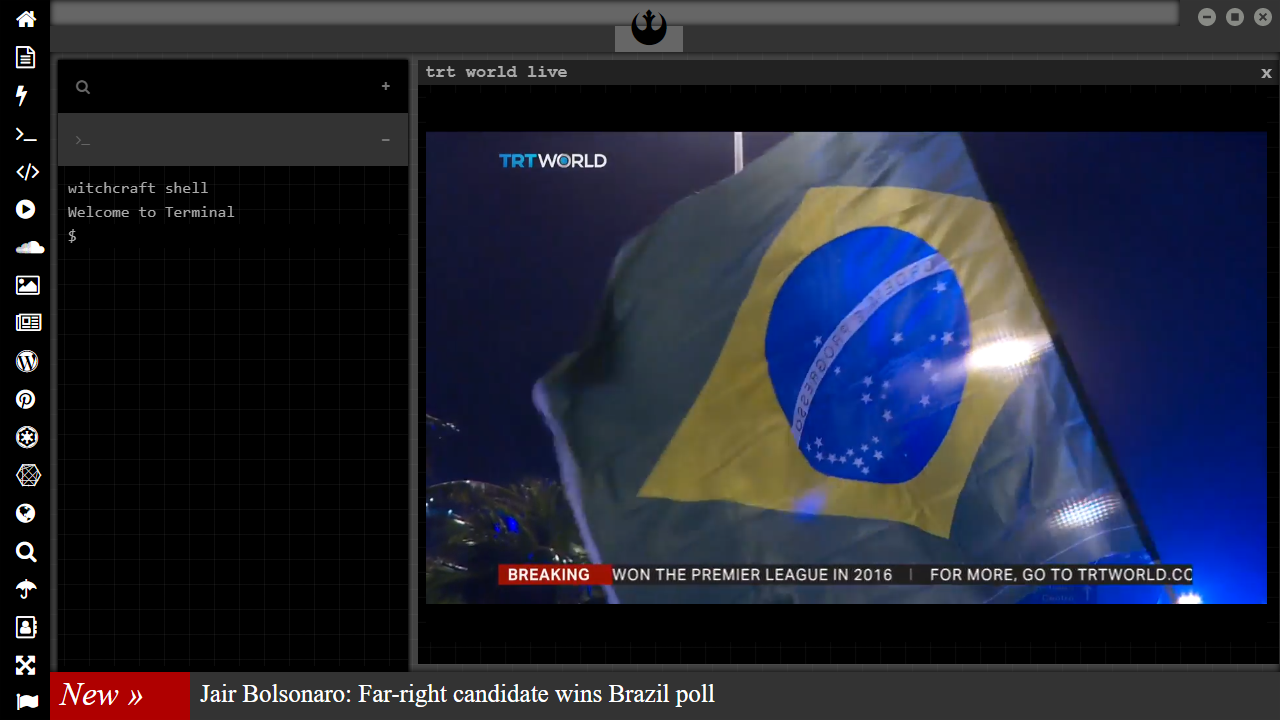 trt world live
x
+
>_
−
witchcraft shell
Welcome to Terminal
$
TRTWORLD
BREAKING WON THE PREMIER LEAGUE IN 2016 | FOR MORE, GO TO TRTWORLD.CO
New » Jair Bolsonaro: Far-right candidate wins Brazil poll